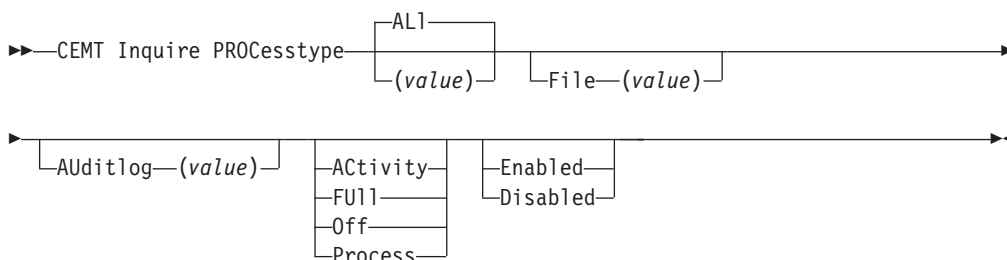 ALl
CEMT Inquire PROCesstype
(value)
File (value)
AUditlog (value)
ACtivity
FUll
Off
Process
Enabled
Disabled